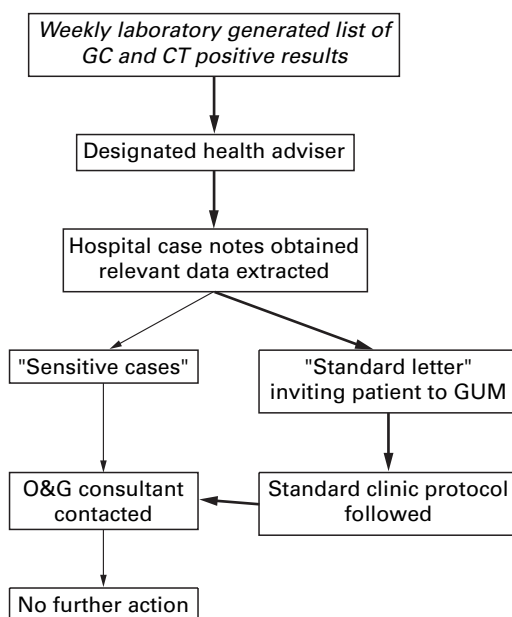 Weekly laboratory generated list of
GC and CT positive results
Designated health adviser
Hospital case notes obtained
relevant data extracted
"Sensitive cases"
"Standard letter"
inviting patient to GUM
O&G consultant
contacted
Standard clinic protocol
followed
No further action